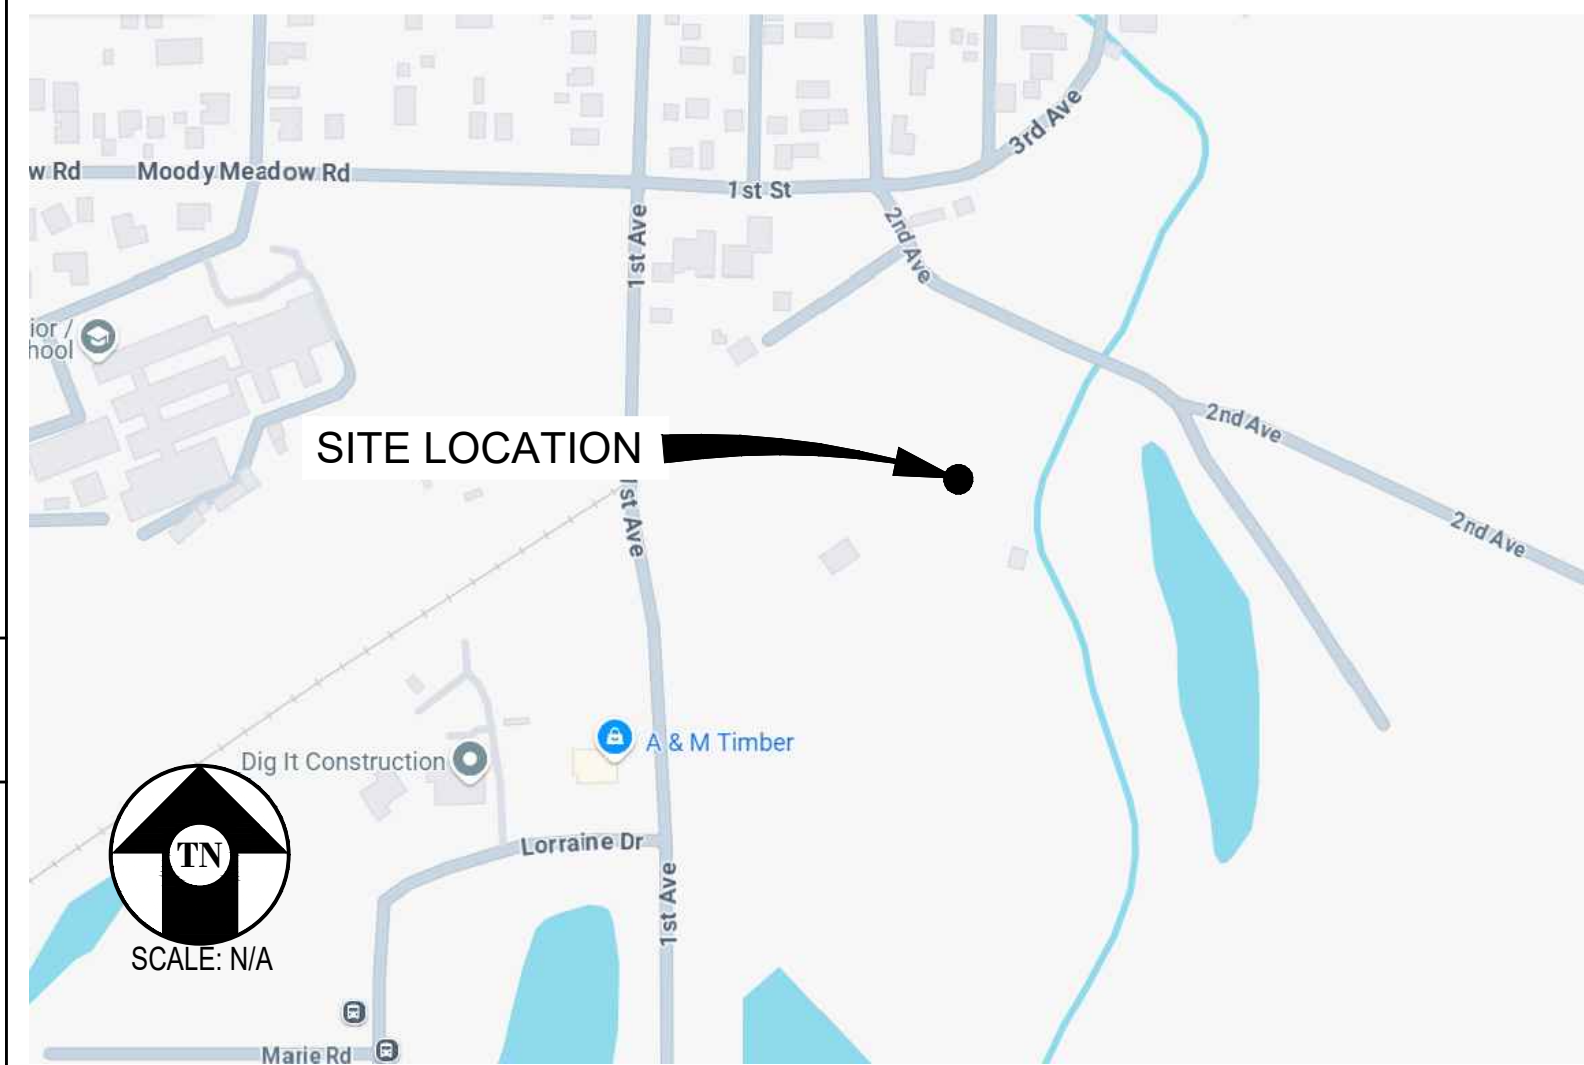 3rd Ave
w Rd
Moody Meadow Rd
1st St
1st Ave
2nd Ave
ior /
hool
2nd Ave
SITE LOCATION
1st Ave
2nd Ave
A & M Timber
Dig It Construction
Lorraine Dr
TN
1st Ave
SCALE: N/A
Marie Rd